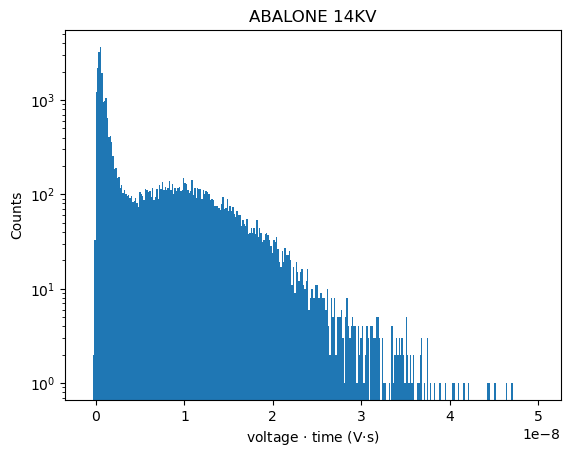 ABALONE 14KV
Counts
10³
10²
10¹
10⁰
0 1 2 3 4 5
1e−8
voltage · time (V·s)